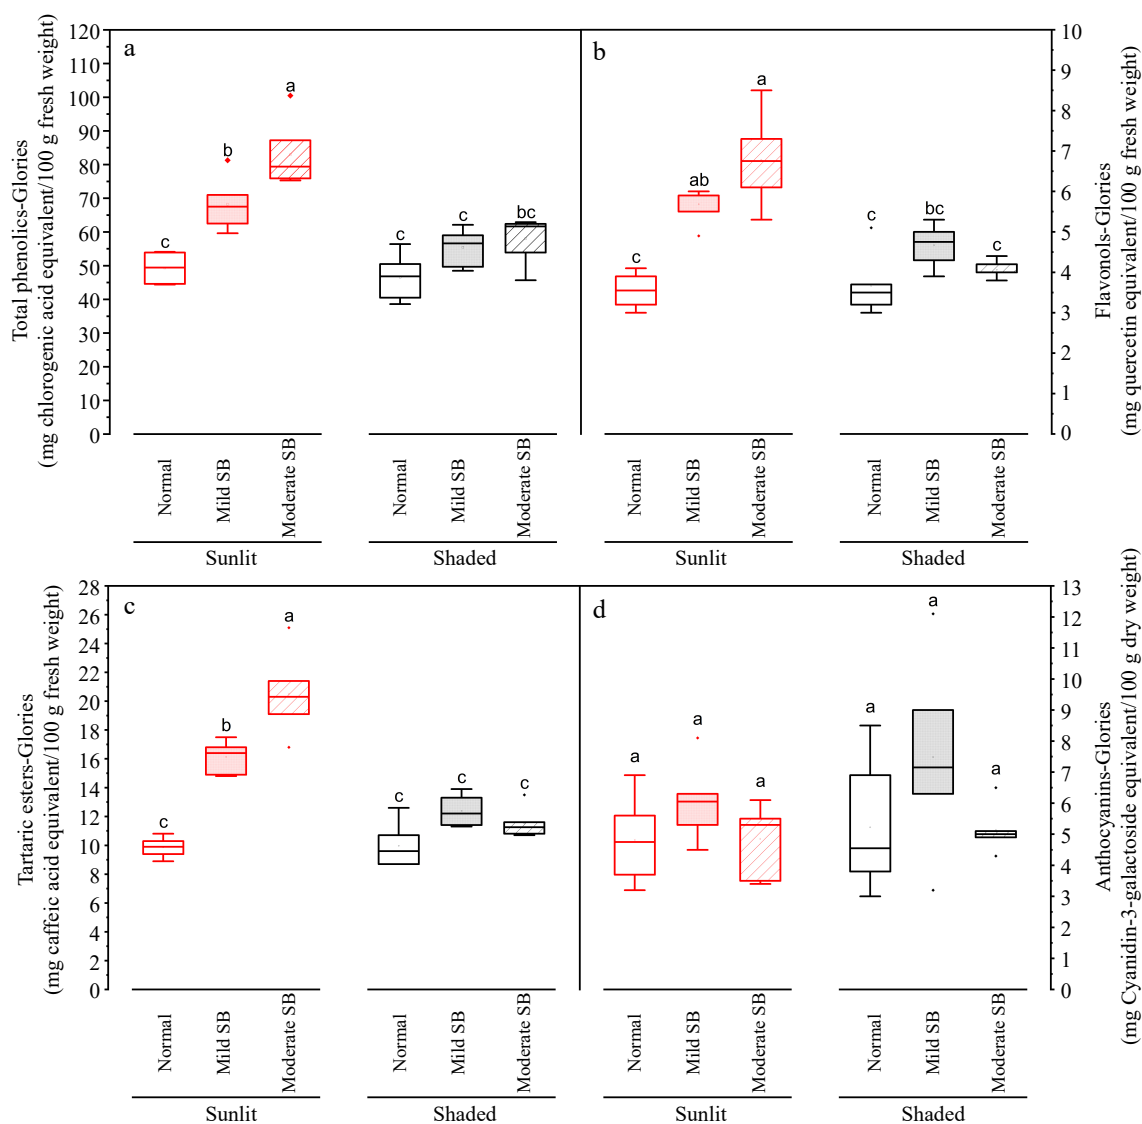 Total phenolics-Glories
(mg chlorogenic acid equivalent/100 g fresh weight)
120
110
100
90
80
70
60
50
40
30
20
10
0
a
c
b
a
c
c
bc
Normal
Mild SB
Moderate SB
Normal
Mild SB
Moderate SB
Sunlit
Shaded
b
c
ab
a
c
bc
c
10
9
8
7
6
5
4
3
2
1
0
Flavonols-Glories
(mg quercetin equivalent/100 g fresh weight)
Normal
Mild SB
Moderate SB
Normal
Mild SB
Moderate SB
Sunlit
Shaded
Tartaric esters-Glories
(mg caffeic acid equivalent/100 g fresh weight)
28
26
24
22
20
18
16
14
12
10
8
6
4
2
0
c
c
b
a
c
c
c
Normal
Mild SB
Moderate SB
Normal
Mild SB
Moderate SB
Sunlit
Shaded
d
a
a
a
a
a
a
13
12
11
10
9
8
7
6
5
4
3
2
1
0
Anthocyanins-Glories
(mg Cyanidin-3-galactoside equivalent/100 g dry weight)
Normal
Mild SB
Moderate SB
Normal
Mild SB
Moderate SB
Sunlit
Shaded